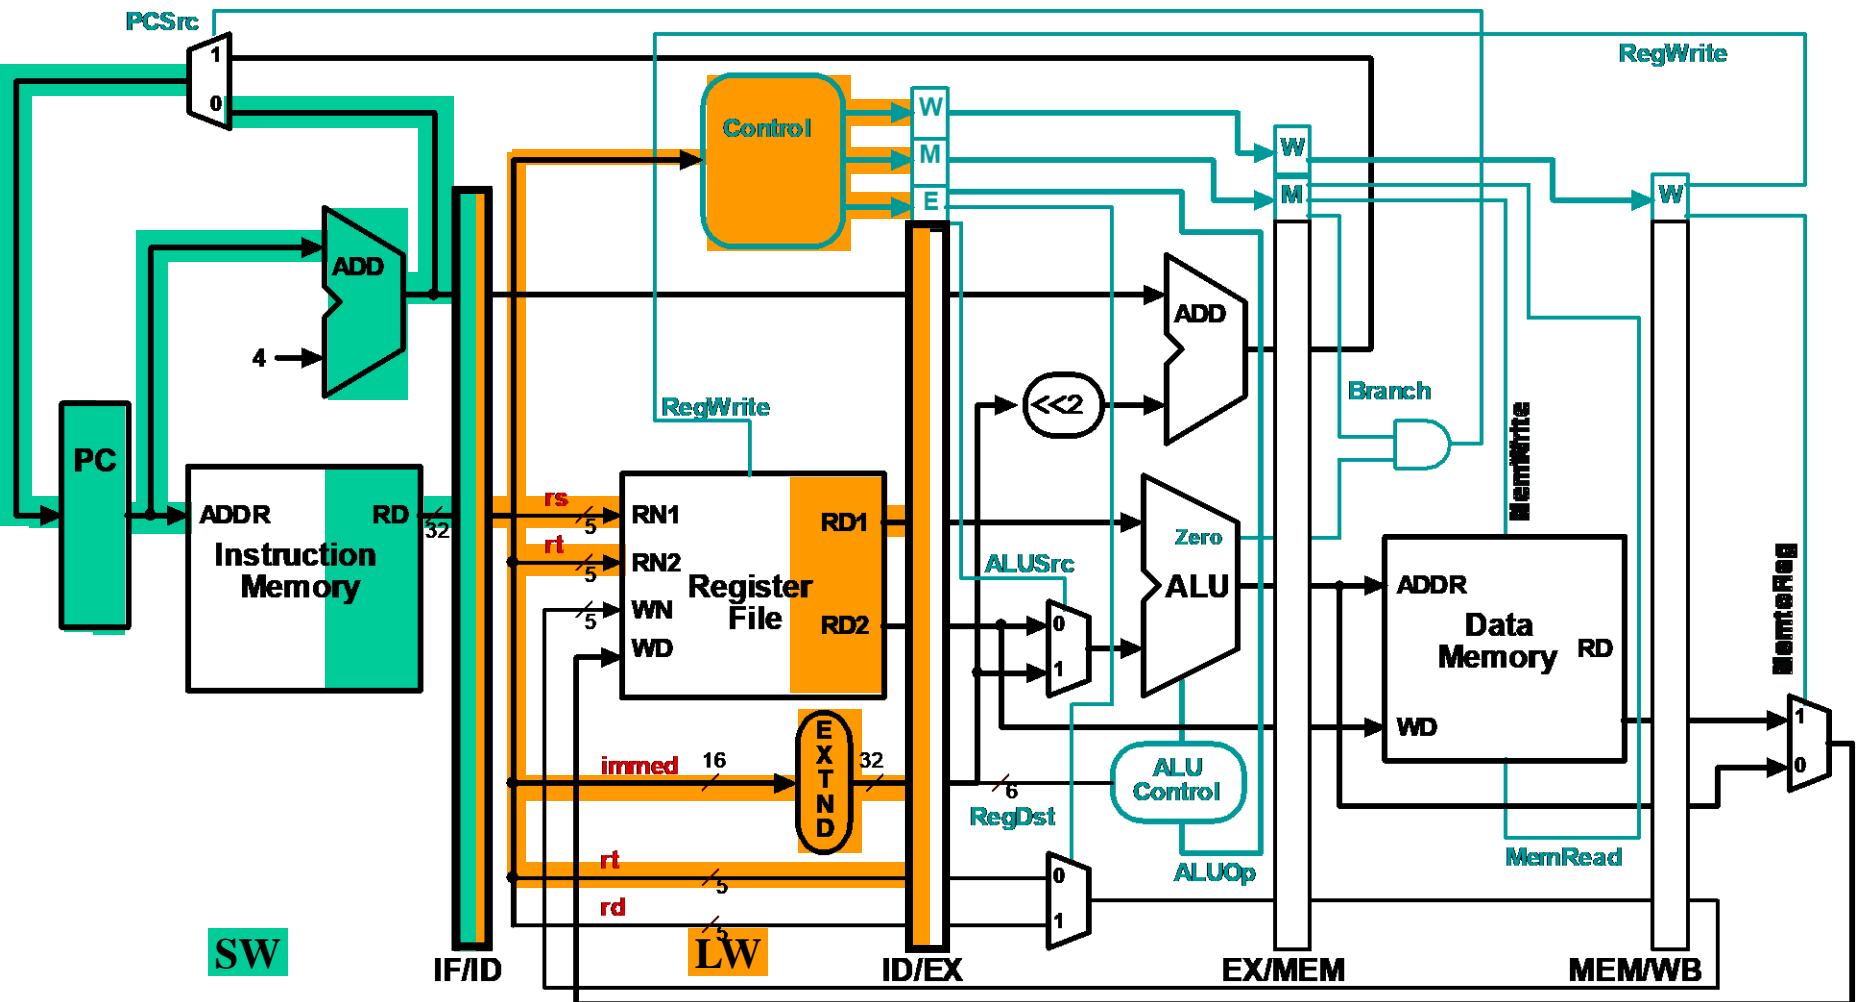 PCSrc
1
0
RegWrite
Control
W
M
E
W
M
W
ADD
4
ADD
<<2
Branch
RegWrite
MemWrite
PC
ADDR
RD
32
Instruction
Memory
rs
5
RN1
RD1
rt
5
RN2
Register
File
5
WN
WD
RD2
ALUSrc
0
1
Zero
ALU
ADDR
Data
Memory
RD
WD
MemtoReg
1
0
immed
16
E
X
T
N
D
32
6
ALU
Control
RegDst
MemRead
ALUOp
rt
5
rd
5
0
1
SW
LW
IF/ID
ID/EX
EX/MEM
MEM/WB